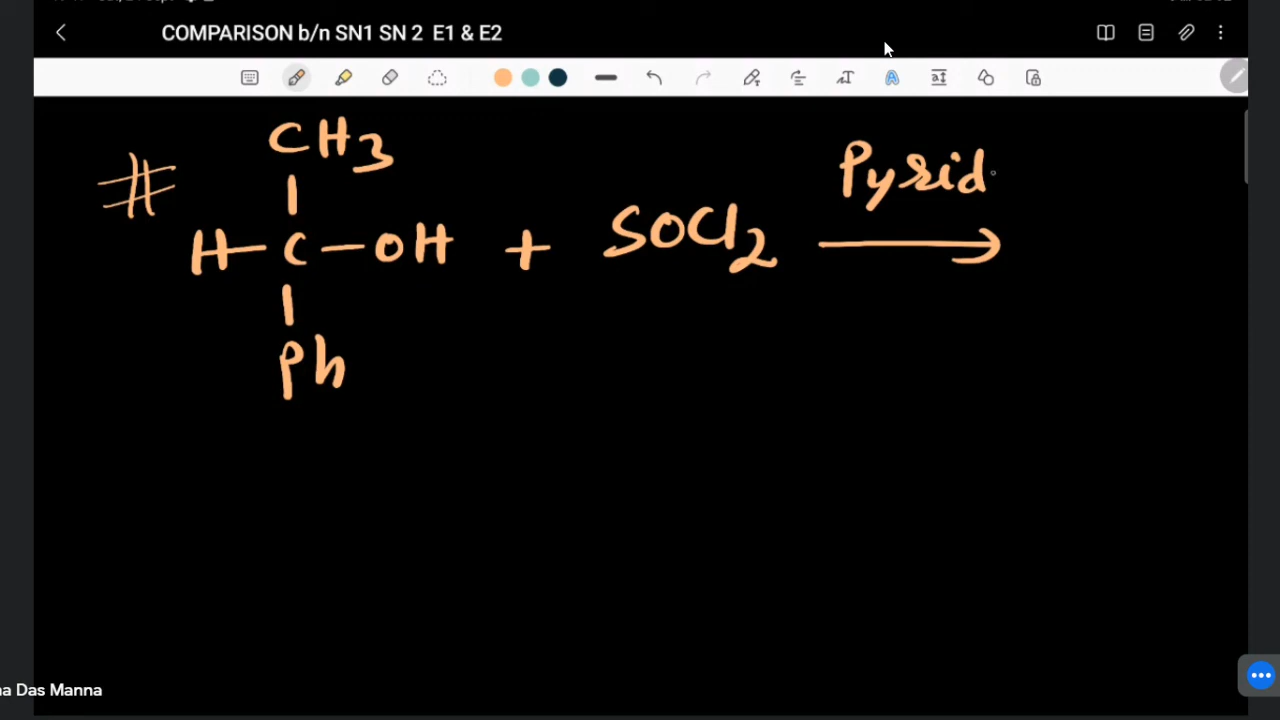 COMPARISON b/n SN1 SN 2 E1 & E2
CH3
H-C-OH + SOCl2 Pyrid →
Ph
Das Manna